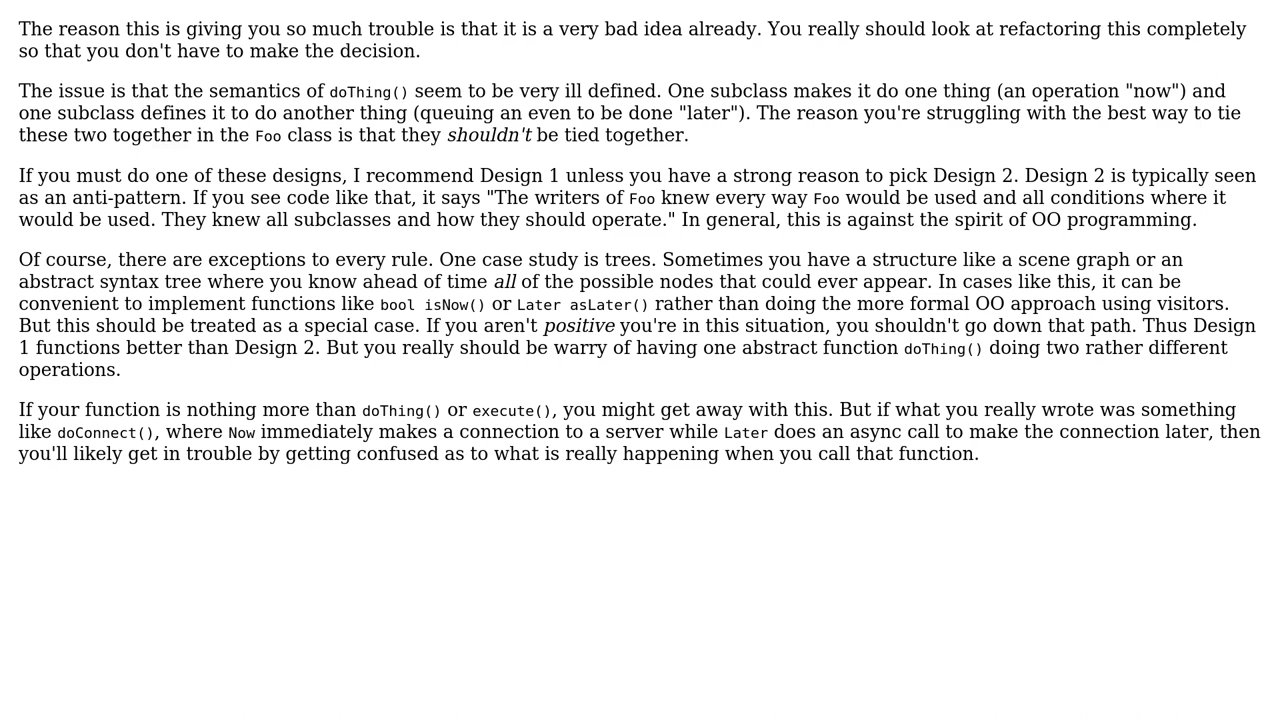 The reason this is giving you so much trouble is that it is a very bad idea already. You really should look at refactoring this completely
so that you don't have to make the decision.
The issue is that the semantics of doThing() seem to be very ill defined. One subclass makes it do one thing (an operation "now") and
one subclass defines it to do another thing (queuing an even to be done "later"). The reason you're struggling with the best way to tie
these two together in the Foo class is that they shouldn't be tied together.
If you must do one of these designs, I recommend Design 1 unless you have a strong reason to pick Design 2. Design 2 is typically seen
as an anti-pattern. If you see code like that, it says "The writers of Foo knew every way Foo would be used and all conditions where it
would be used. They knew all subclasses and how they should operate." In general, this is against the spirit of OO programming.
Of course, there are exceptions to every rule. One case study is trees. Sometimes you have a structure like a scene graph or an
abstract syntax tree where you know ahead of time all of the possible nodes that could ever appear. In cases like this, it can be
convenient to implement functions like bool isNow() or Later asLater() rather than doing the more formal OO approach using visitors.
But this should be treated as a special case. If you aren't positive you're in this situation, you shouldn't go down that path. Thus Design
1 functions better than Design 2. But you really should be warry of having one abstract function doThing() doing two rather different
operations.
If your function is nothing more than doThing() or execute(), you might get away with this. But if what you really wrote was something
like doConnect(), where Now immediately makes a connection to a server while Later does an async call to make the connection later, then
you'll likely get in trouble by getting confused as to what is really happening when you call that function.